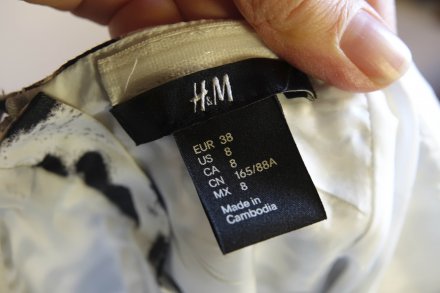 H&M
EUR 38
US 8
CA 8
CN 165/88A
MX 8
Made in
Cambodia